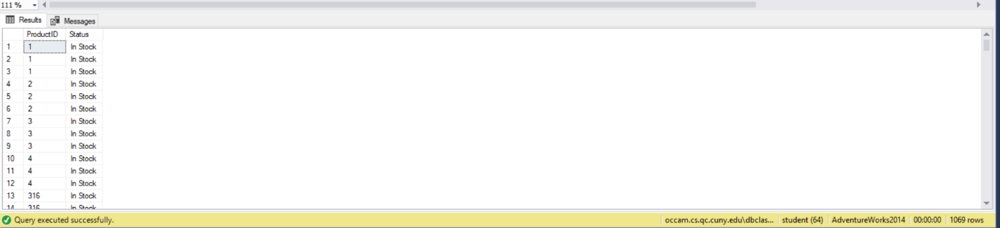 111 %
Results Messages
ProductID Status
1 1 In Stock
2 1 In Stock
3 1 In Stock
4 2 In Stock
5 2 In Stock
6 2 In Stock
7 3 In Stock
8 3 In Stock
9 3 In Stock
10 4 In Stock
11 4 In Stock
12 4 In Stock
13 316 In Stock
14 316 In Stock
Query executed successfully. occam.cs.qc.cuny.edu\dbclas... student (64) AdventureWorks2014 00:00:00 1069 rows